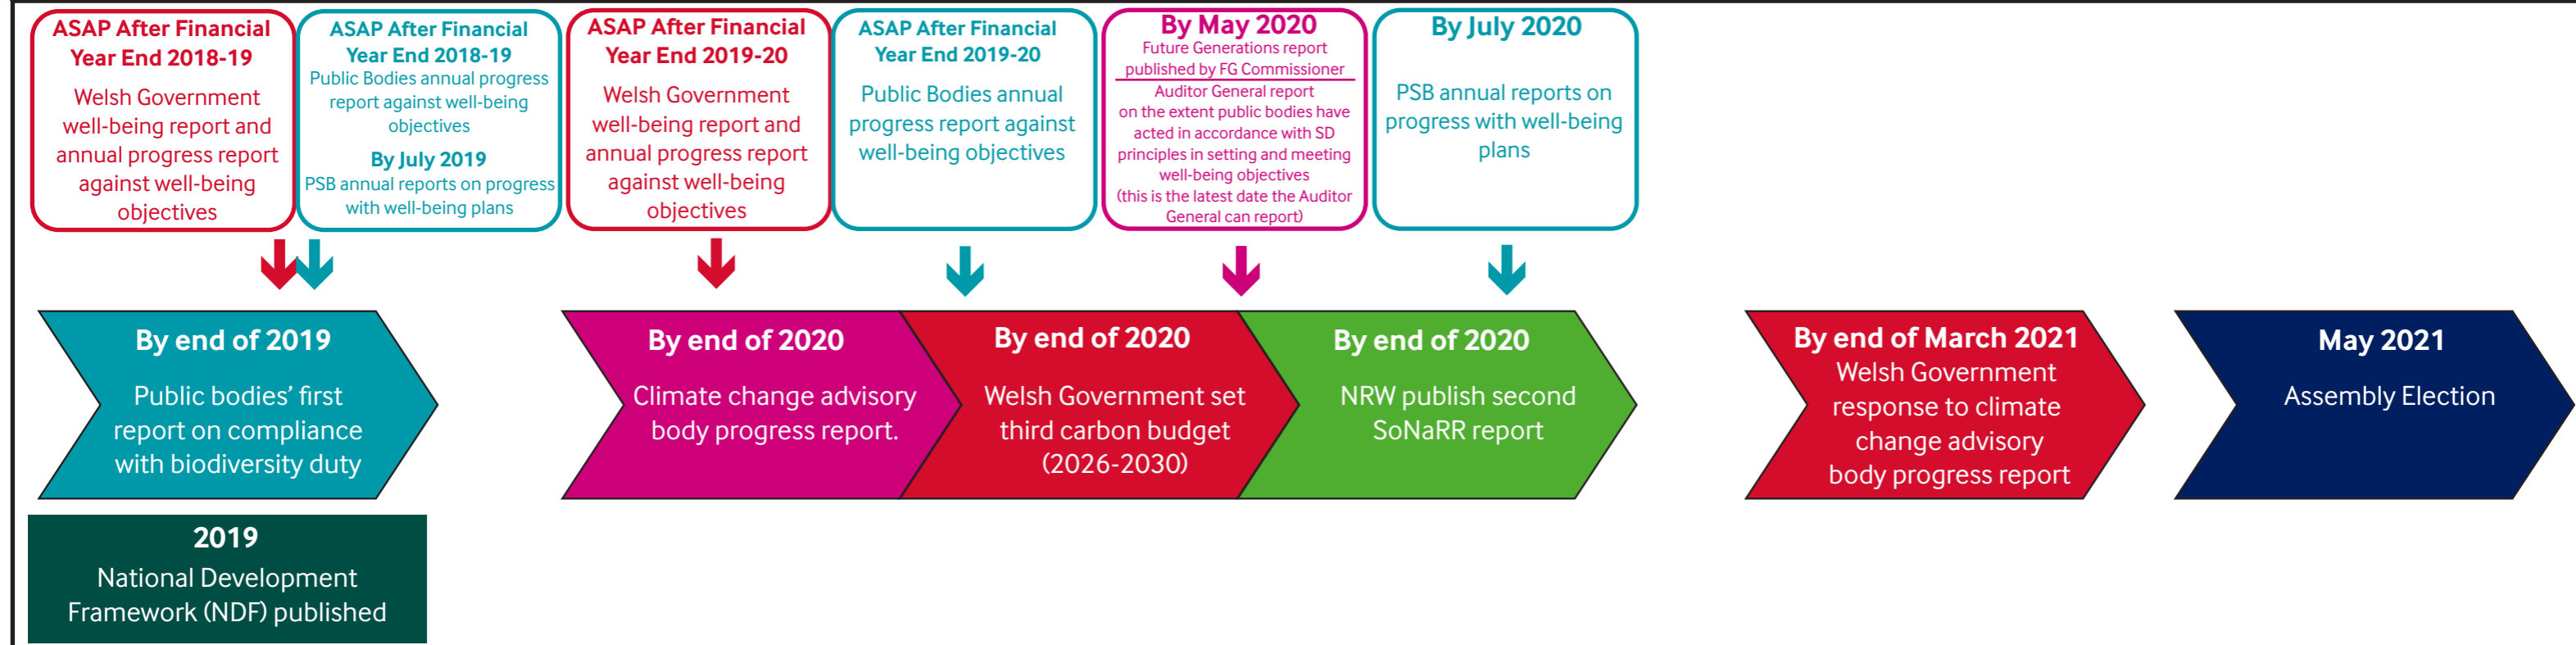 ASAP After Financial
Year End 2018-19
Welsh Government
well-being report and
annual progress report
against well-being
objectives
ASAP After Financial
Year End 2018-19
Public Bodies annual progress
report against well-being
objectives
By July 2019
PSB annual reports on progress
with well-being plans
ASAP After Financial
Year End 2019-20
Welsh Government
well-being report and
annual progress report
against well-being
objectives
ASAP After Financial
Year End 2019-20
Public Bodies annual
progress report against
well-being objectives
By May 2020
Future Generations report
published by FG Commissioner
Auditor General report
on the extent public bodies have
acted in accordance with SD
principles in setting and meeting
well-being objectives
(this is the latest date the Auditor
General can report)
By July 2020
PSB annual reports on
progress with well-being
plans
By end of 2019
Public bodies’ first
report on compliance
with biodiversity duty
By end of 2020
Climate change advisory
body progress report.
By end of 2020
Welsh Government set
third carbon budget
(2026-2030)
By end of 2020
NRW publish second
SoNaRR report
By end of March 2021
Welsh Government
response to climate
change advisory
body progress report
May 2021
Assembly Election
2019
National Development
Framework (NDF) published